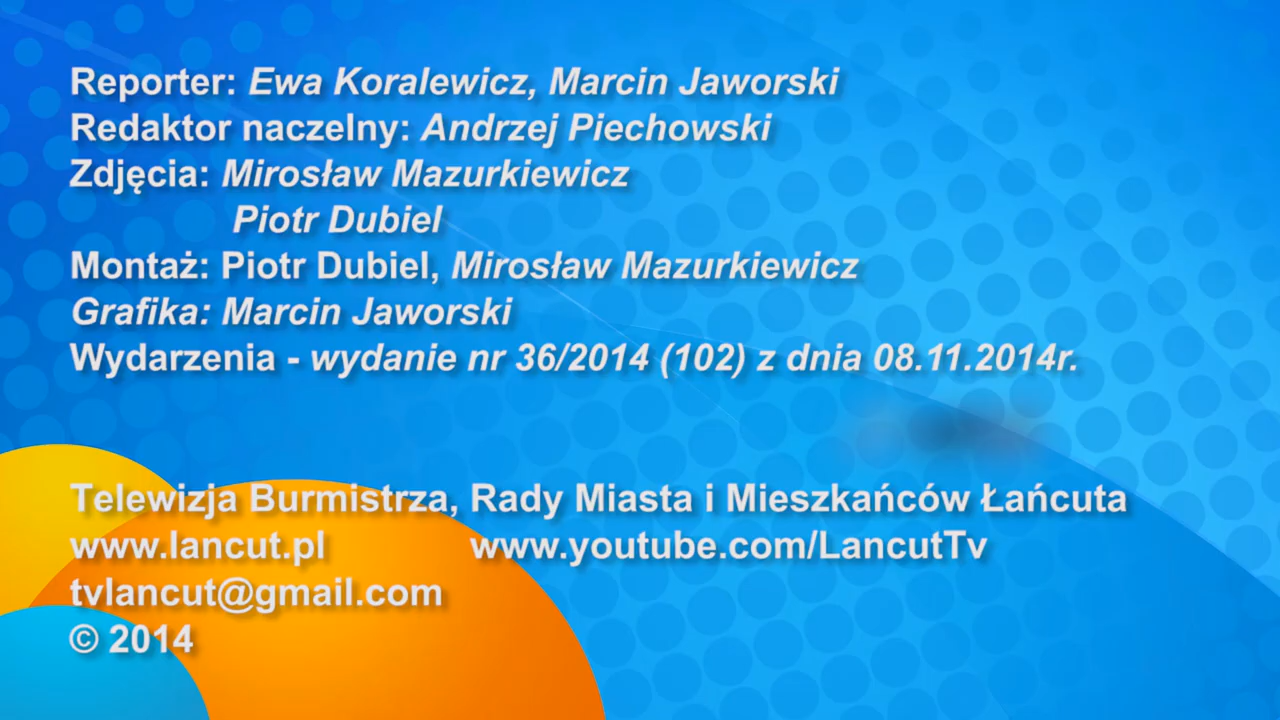 Reporter: Ewa Koralewicz, Marcin Jaworski
Redaktor naczelny: Andrzej Piechowski
Zdjęcia: Mirosław Mazurkiewicz
Piotr Dubiel
Montaż: Piotr Dubiel, Mirosław Mazurkiewicz
Grafika: Marcin Jaworski
Wydarzenia - wydanie nr 36/2014 (102) z dnia 08.11.2014r.
Telewizja Burmistrza, Rady Miasta i Mieszkańców Łańcuta
www.lancut.pl www.youtube.com/LancutTv
tvlancut@gmail.com
© 2014